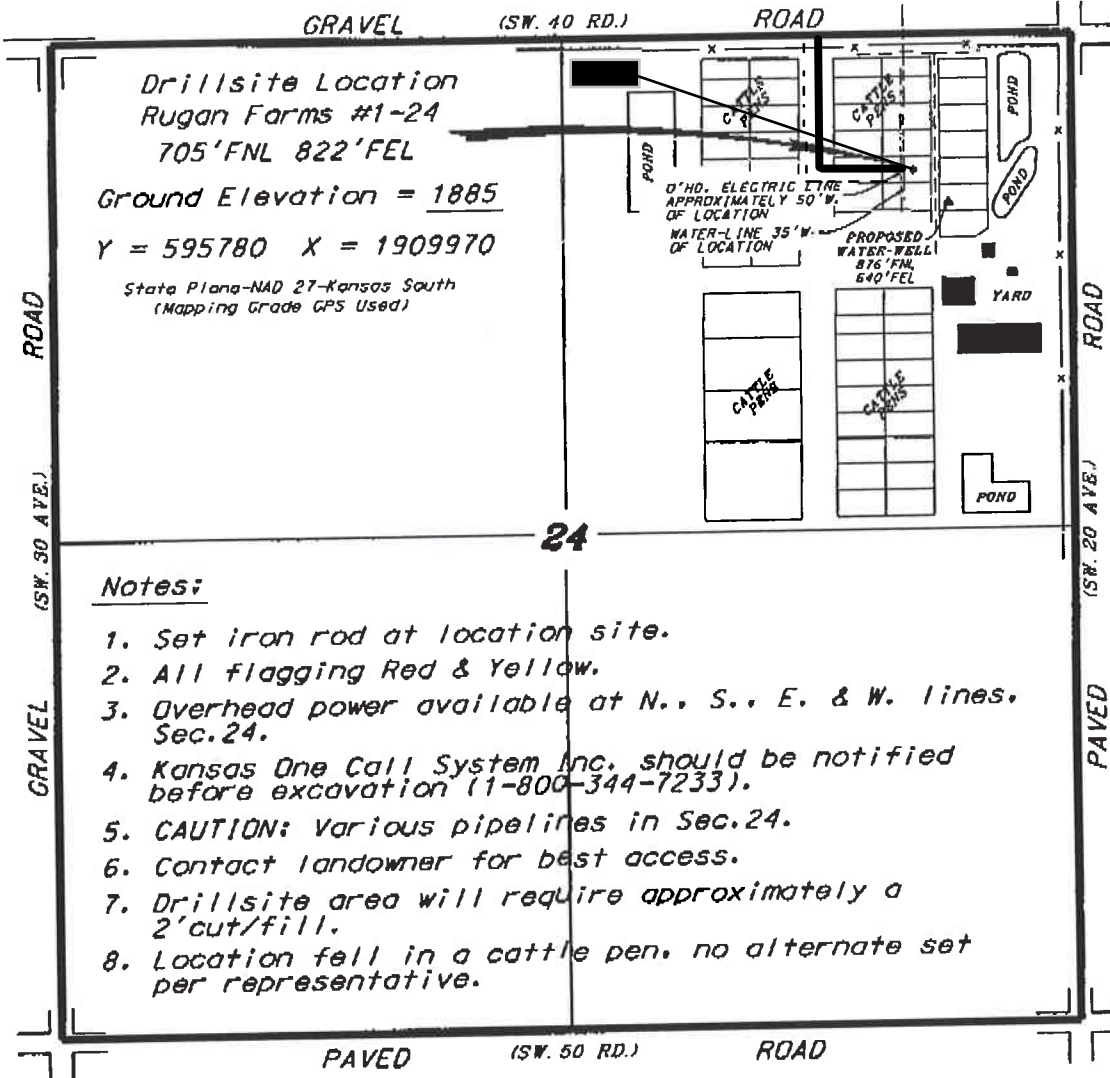 GRAVEL (SW. 40 RD.) ROAD
Drillsite Location
Rugan Farms #1-24
705'FNL 822'FEL
Ground Elevation = 1885
Y = 595780 X = 1909970
State Plane-NAD 27-Kansas South
(Mapping Grade GPS Used)
CATTLE
PENS
CATTLE
PENS
POND
POND
POND
O'HD. ELECTRIC LINE
APPROXIMATELY 50'W.
OF LOCATION
WATER-LINE 35'W.
OF LOCATION
PROPOSED
WATER-WELL
876'FNL
640'FEL
YARD
CATTLE
PENS
CATTLE
PENS
POND
ROAD
(SW. 30 AVE.)
GRAVEL
ROAD
(SW. 20 AVE.)
PAVED
24
Notes:
1. Set iron rod at location site.
2. All flagging Red & Yellow.
3. Overhead power available at N., S., E. & W. lines.
Sec.24.
4. Kansas One Call System Inc. should be notified
before excavation (1-800-344-7233).
5. CAUTION: Various pipelines in Sec.24.
6. Contact landowner for best access.
7. Drillsite area will require approximately a
2'cut/fill.
8. Location fell in a cattle pen, no alternate set
per representative.
PAVED (SW. 50 RD.) ROAD